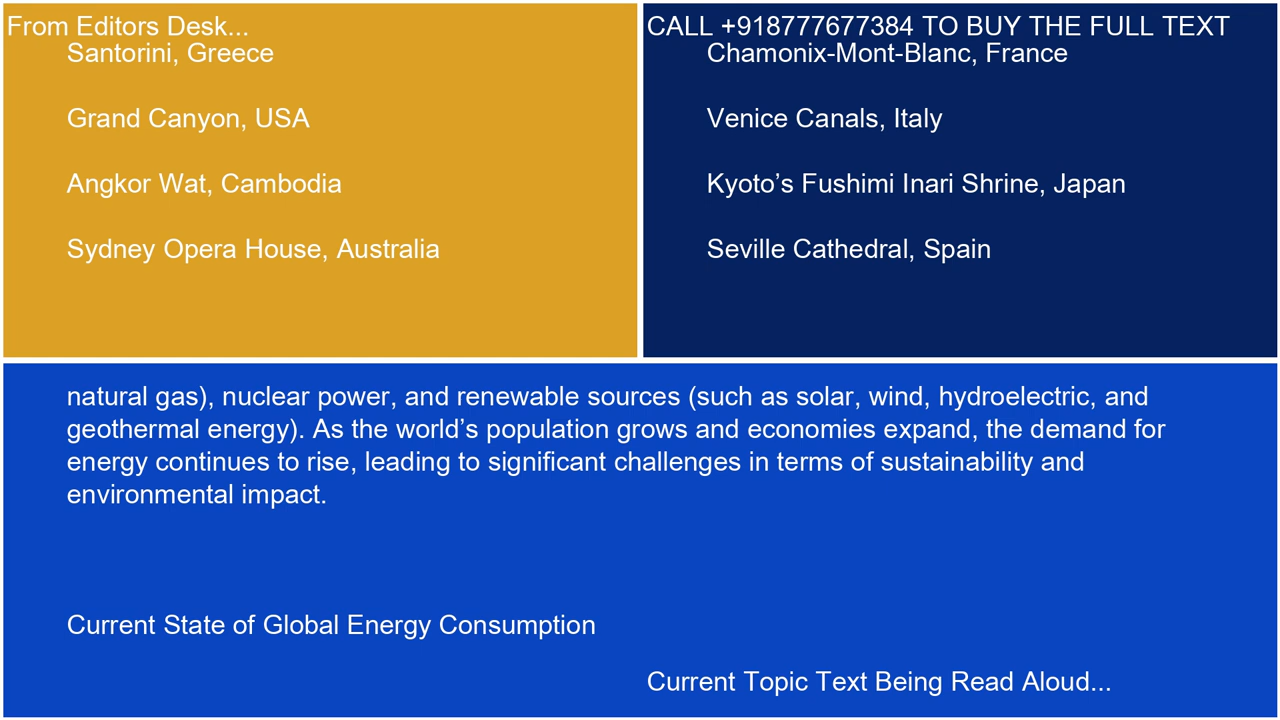 From Editors Desk...
Santorini, Greece
Grand Canyon, USA
Angkor Wat, Cambodia
Sydney Opera House, Australia
CALL +918777677384 TO BUY THE FULL TEXT
Chamonix-Mont-Blanc, France
Venice Canals, Italy
Kyoto’s Fushimi Inari Shrine, Japan
Seville Cathedral, Spain
natural gas), nuclear power, and renewable sources (such as solar, wind, hydroelectric, and
geothermal energy). As the world’s population grows and economies expand, the demand for
energy continues to rise, leading to significant challenges in terms of sustainability and
environmental impact.
Current State of Global Energy Consumption
Current Topic Text Being Read Aloud...